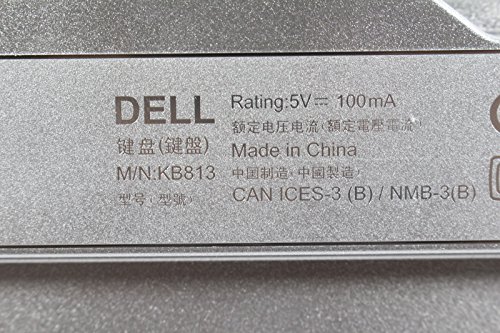 DELL
键盘(鍵盤)
M/N:KB813
型号: (型號)
Rating:5V⎓ 100mA
額定电压电流 (額定電壓電流)
Made in China
中国制造 (中國製造)
CAN ICES-3 (B) / NMB-3(B)